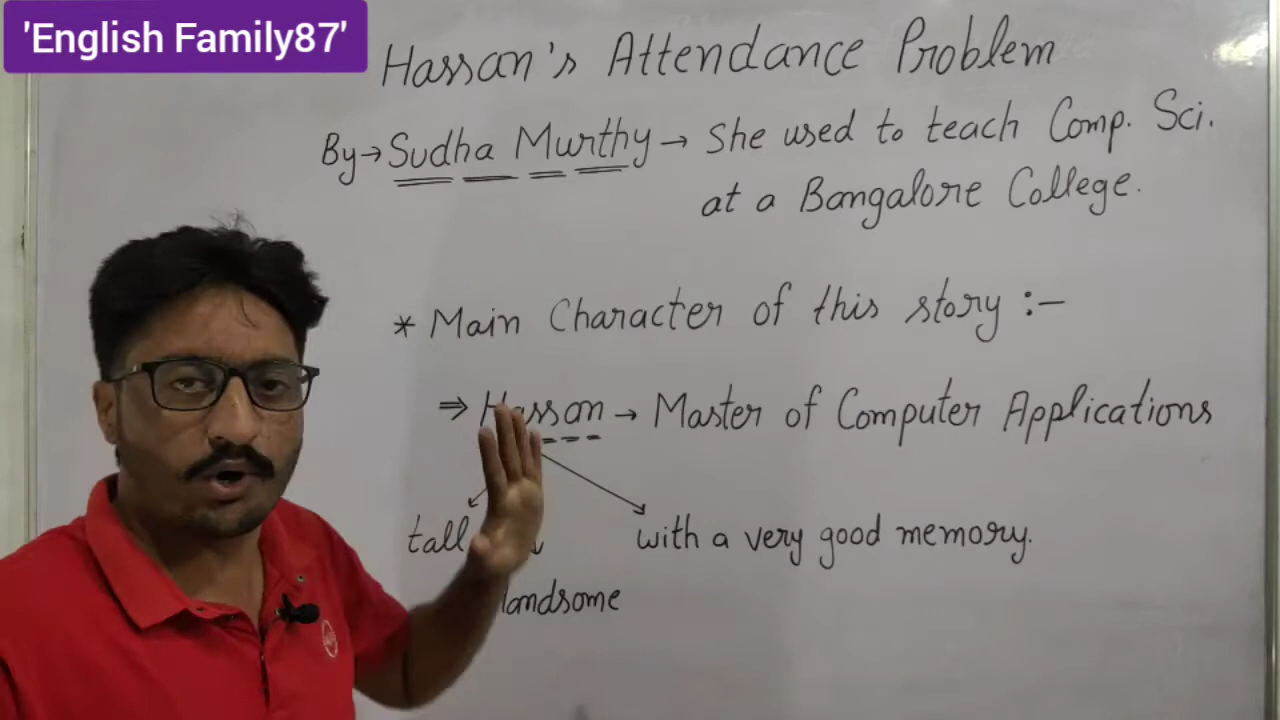 'English Family87'
Hassan's Attendance Problem
By→ Sudha Murthy → She used to teach Comp. Sci.
at a Bangalore College.
* Main Character of this story :-
⇒ Hassan → Master of Computer Applications
tall with a very good memory.
handsome